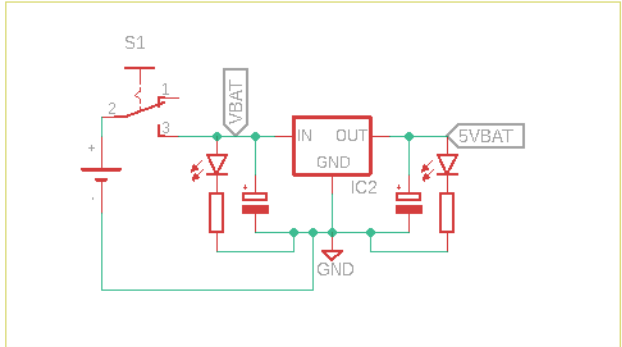 S1
1
2
3
VBAT
IN OUT
GND
IC2
5VBAT
GND
+
-
+
+